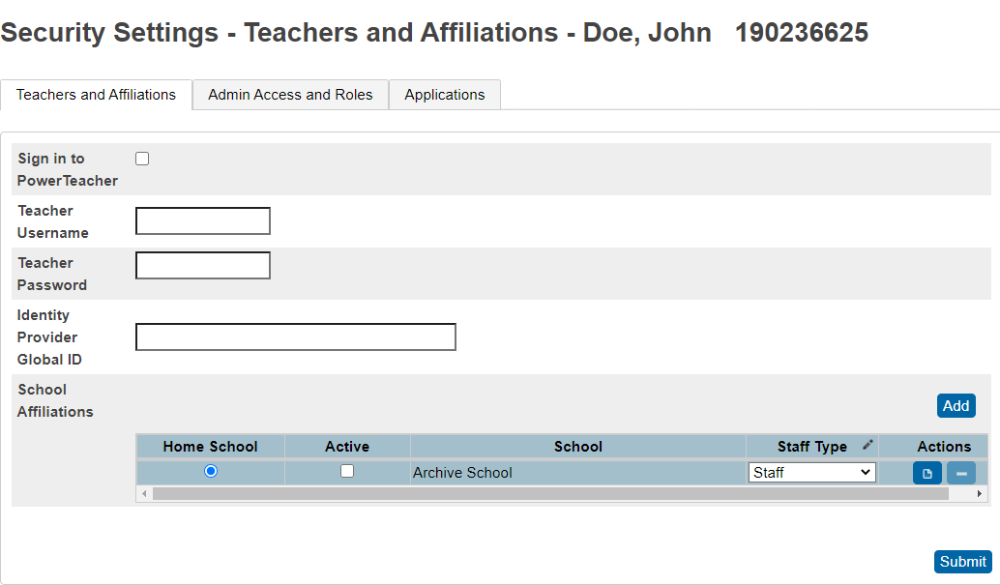 Security Settings - Teachers and Affiliations - Doe, John 190236625
Teachers and Affiliations Admin Access and Roles Applications
Sign in to
PowerTeacher
Teacher
Username
Teacher
Password
Identity
Provider
Global ID
School
Affiliations
Add
Home School Active School Staff Type Actions
Archive School Staff
Submit